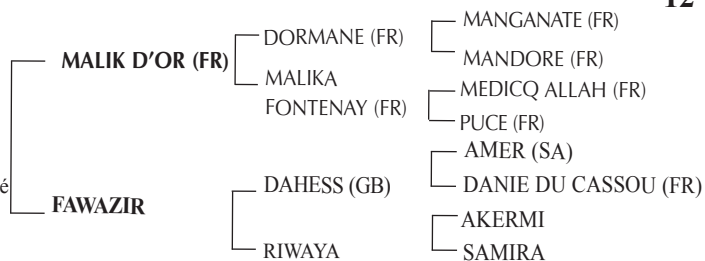 12
MANGANATE (FR)
DORMANE (FR)
MALIK D’OR (FR)
MANDORE (FR)
MALIKA
FONTENAY (FR)
MEDICQ ALLAH (FR)
PUCE (FR)
AMER (SA)
é
DAHESS (GB)
DANIE DU CASSOU (FR)
FAWAZIR
AKERMI
RIWAYA
SAMIRA